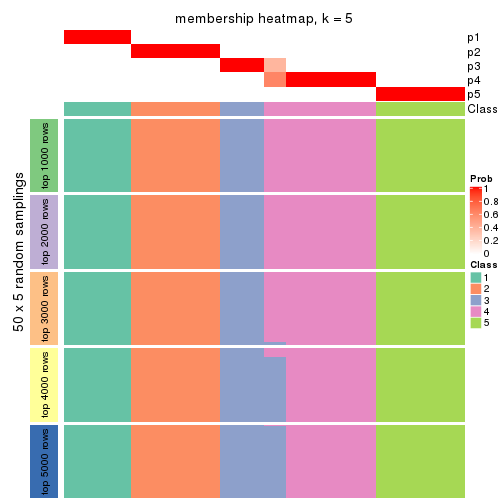 membership heatmap, k = 5
p1
p2
p3
p4
p5
Class
50 x 5 random samplings
top 1000 rows
top 2000 rows
top 3000 rows
top 4000 rows
top 5000 rows
Prob
1
0.8
0.6
0.4
0.2
0
Class
1
2
3
4
5